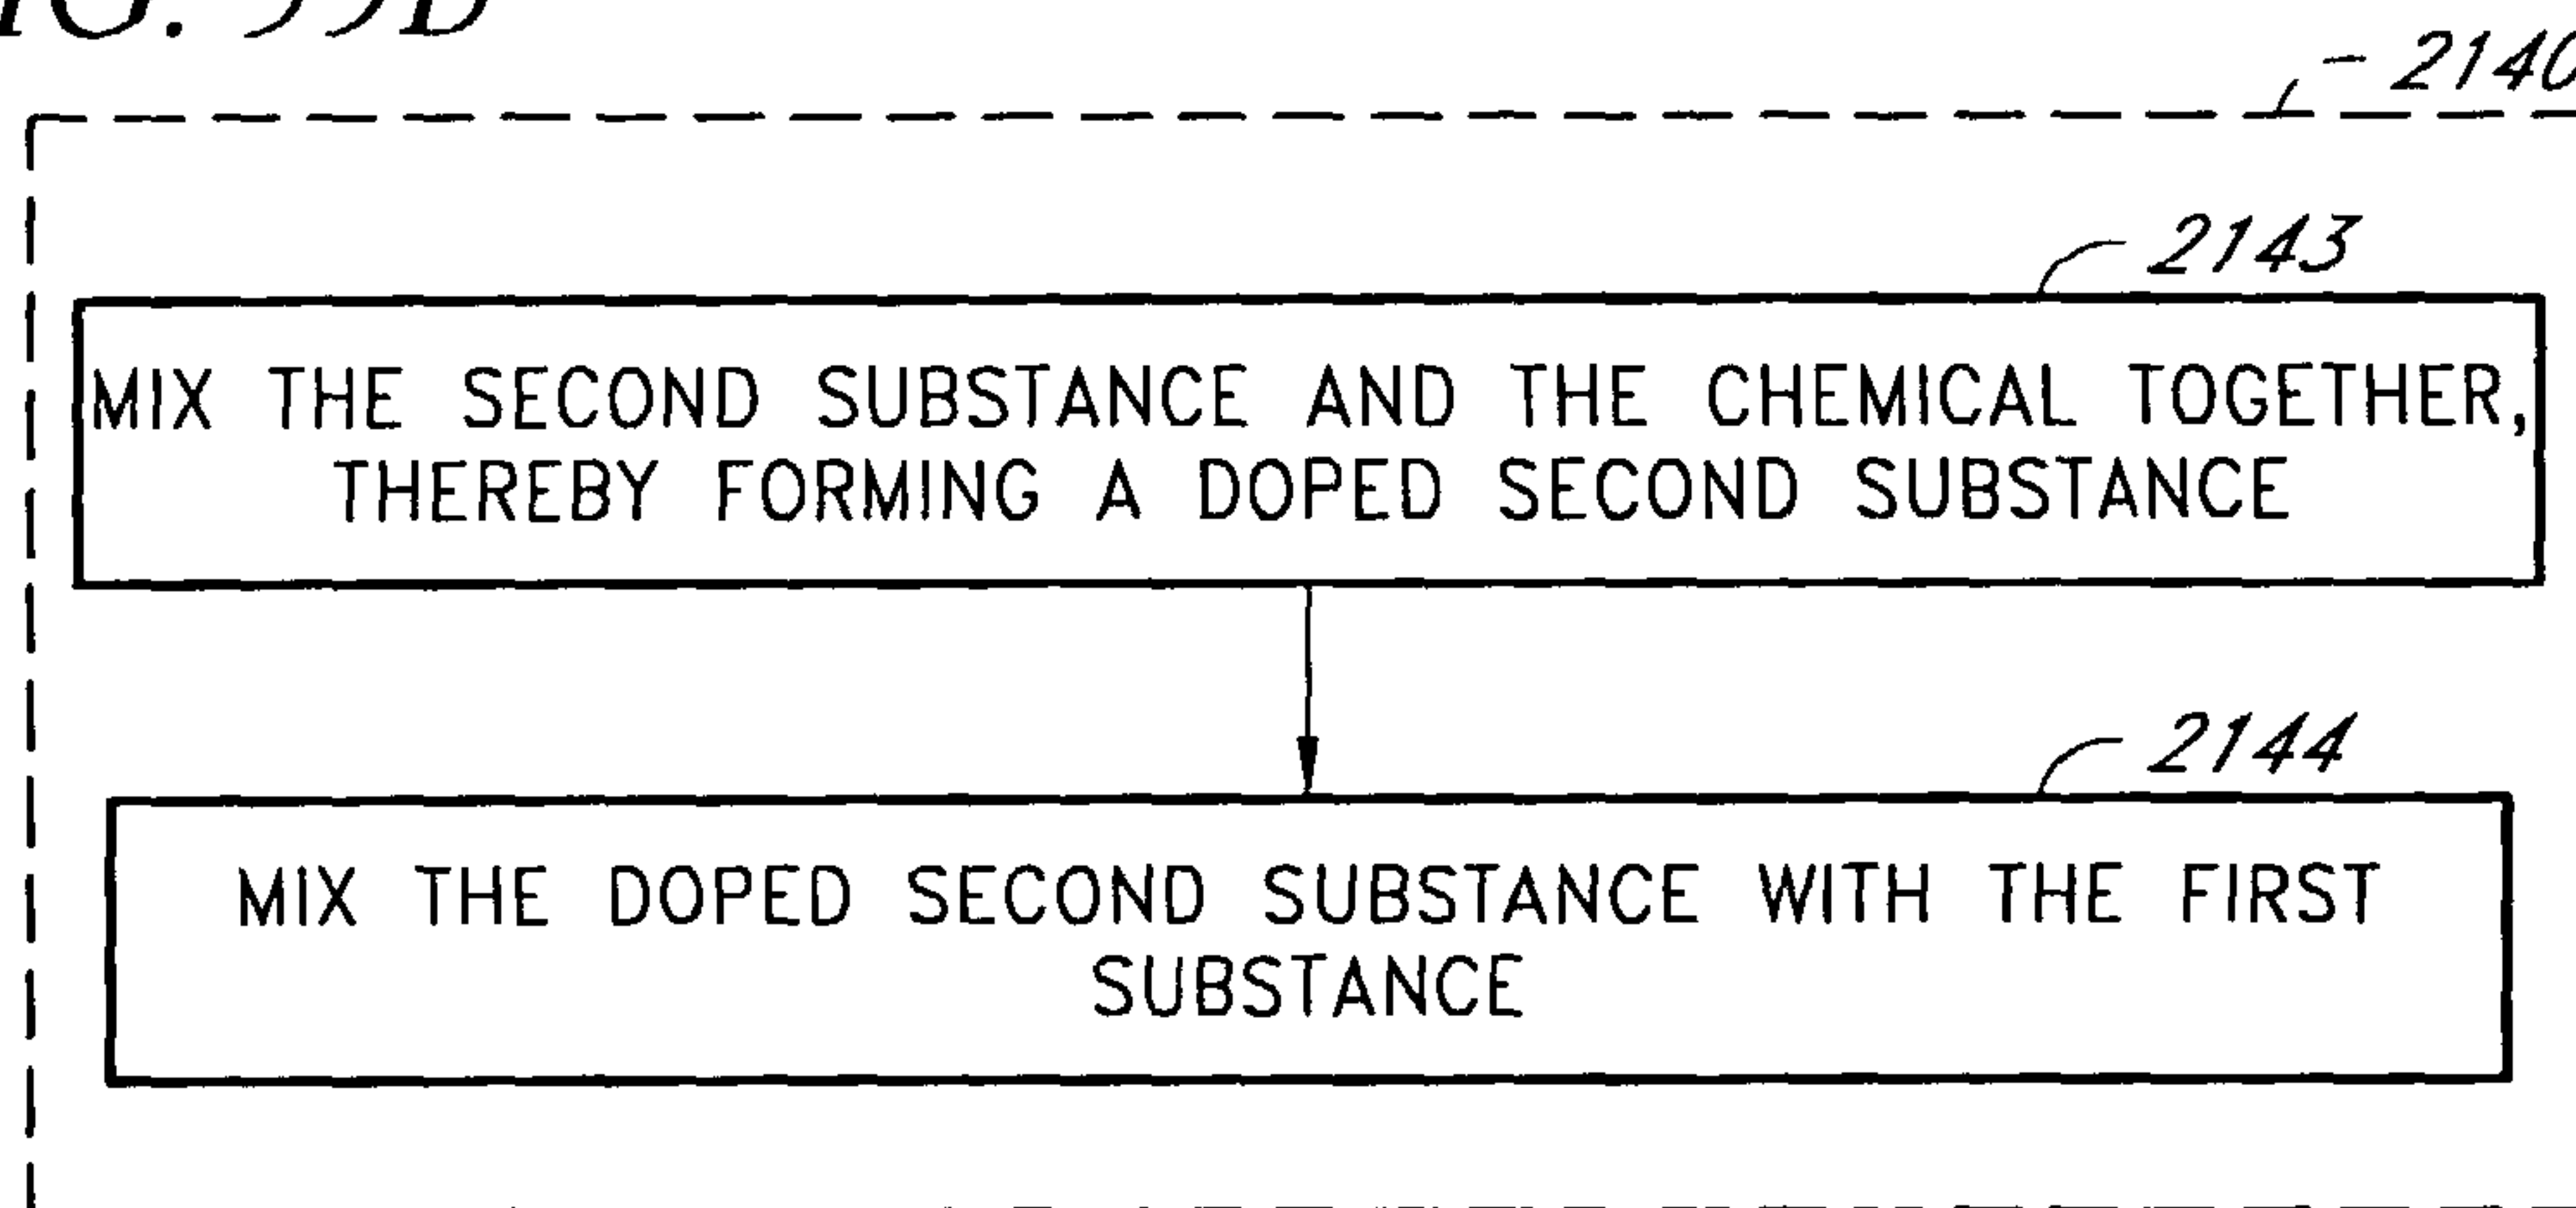 2140
2143
MIX THE SECOND SUBSTANCE AND THE CHEMICAL TOGETHER,
THEREBY FORMING A DOPED SECOND SUBSTANCE
2144
MIX THE DOPED SECOND SUBSTANCE WITH THE FIRST
SUBSTANCE